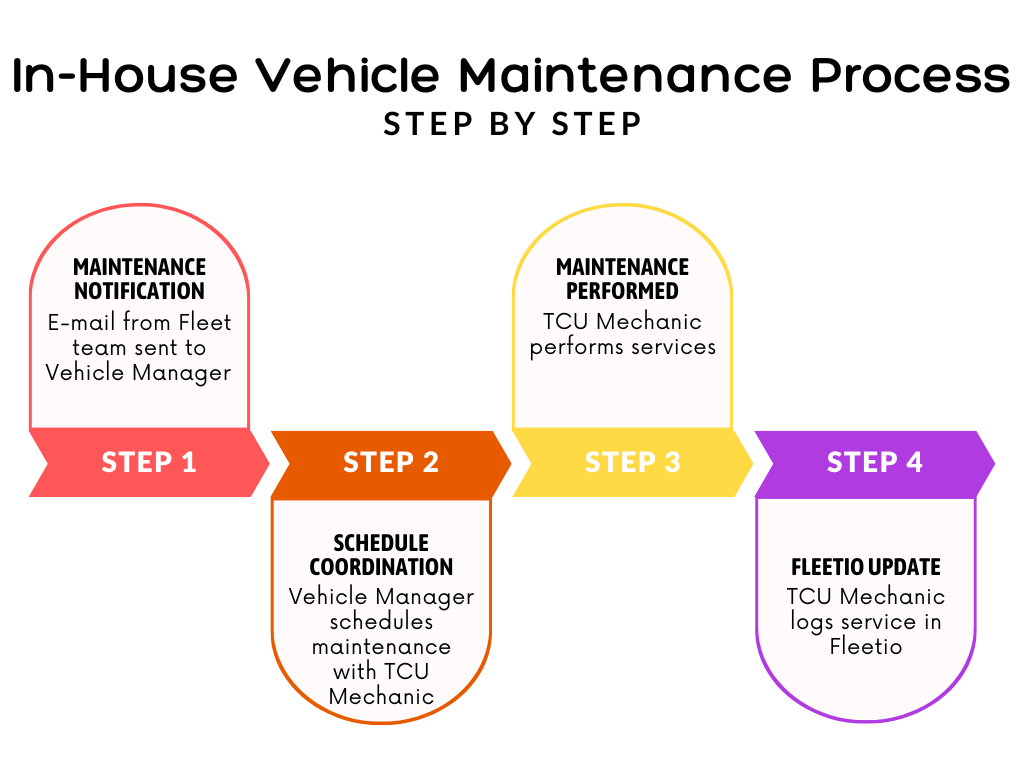 In-House Vehicle Maintenance Process
STEP BY STEP
MAINTENANCE
NOTIFICATION
E-mail from Fleet
team sent to
Vehicle Manager
STEP 1
STEP 2
SCHEDULE
COORDINATION
Vehicle Manager
schedules
maintenance
with TCU
Mechanic
MAINTENANCE
PERFORMED
TCU Mechanic
performs services
STEP 3
STEP 4
FLEETIO UPDATE
TCU Mechanic
logs service in
Fleetio